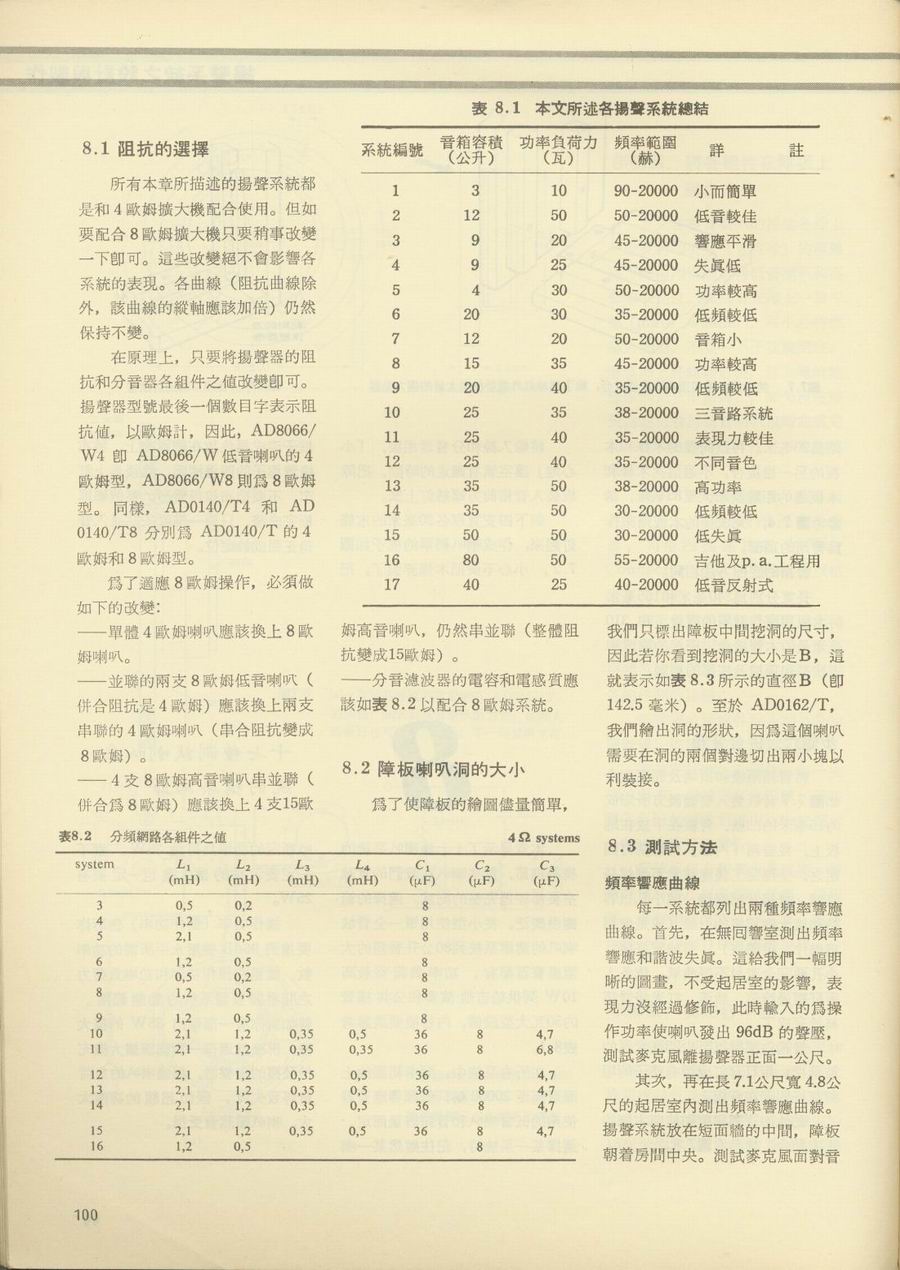 表 8.1 本文所述各揚聲系統總結
系統編號 音箱容積（公升） 功率負荷力（瓦） 頻率範圍（赫） 詳 註
1 3 10 90-20000 小而簡單
2 12 50 50-20000 低音較佳
3 9 20 45-20000 響應平滑
4 9 25 45-20000 失眞低
5 4 30 50-20000 功率較高
6 20 30 35-20000 低頻較低
7 12 20 50-20000 音箱小
8 15 35 45-20000 功率較高
9 20 40 35-20000 低頻較低
10 25 35 38-20000 三音路系統
11 25 40 35-20000 表現力較佳
12 25 40 35-20000 不同音色
13 35 50 38-20000 高功率
14 35 50 30-20000 低頻較低
15 50 50 30-20000 低失眞
16 80 50 55-20000 吉他及p. a.工程用
17 40 25 40-20000 低音反射式
8.1 阻抗的選擇
所有本章所描述的揚聲系統都
是和 4 歐姆擴大機配合使用。但如
要配合 8 歐姆擴大機只要稍事改變
一下卽可。這些改變絕不會影響各
系統的表現。各曲線（阻抗曲線除
外，該曲線的縱軸應該加倍）仍然
保持不變。
在原理上，只要將揚聲器的阻
抗和分音器各組件之値改變卽可。
揚聲器型號最後一個數目字表示阻
抗値，以歐姆計，因此，AD8066/
W4 卽 AD8066/W 低音喇叭的 4
歐姆型，AD8066/W8 則爲 8 歐姆
型。同樣， AD0140/T4 和 AD
0140/T8 分別爲 AD0140/T 的 4
歐姆和 8 歐姆型。
爲了適應 8 歐姆操作，必須做
如下的改變：
──單體 4 歐姆喇叭應該換上 8 歐
姆喇叭。
──並聯的兩支 8 歐姆低音喇叭（
併合阻抗是 4 歐姆）應該換上兩支
串聯的 4 歐姆喇叭（串合阻抗變成
8 歐姆）。
── 4 支 8 歐姆高音喇叭串並聯（
併合爲 8 歐姆）應該換上 4 支15歐
姆高音喇叭，仍然串並聯（整體阻
抗變成15歐姆）。
──分音濾波器的電容和電感質應
該如表 8.2 以配合 8 歐姆系統。
8.2 障板喇叭洞的大小
爲了使障板的繪圖儘量簡單，
我們只標出障板中間挖洞的尺寸，
因此若你看到挖洞的大小是B，這
就表示如表 8.3 所示的直徑B（卽
142.5 毫米）。至於 AD0162/T，
我們繪出洞的形狀，因爲這個喇叭
需要在洞的兩個對邊切出兩小塊以
利裝接。
8.3 測試方法
頻率響應曲線
每一系統都列出兩種頻率響應
曲線。首先，在無囘響室測出頻率
響應和諧波失眞。這給我們一幅明
晰的圖畫，不受起居室的影響，表
現力沒經過修飾，此時輸入的爲操
作功率使喇叭發出 96dB 的聲壓，
測試麥克風離揚聲器正面一公尺。
其次，再在長 7.1公尺寬 4.8公
尺的起居室內測出頻率響應曲線。
揚聲系統放在短面牆的中間，障板
朝着房間中央。測試麥克風面對音
表8.2 分頻網路各組件之値 4 Ω systems
system L1 (mH) L2 (mH) L3 (mH) L4 (mH) C1 (μF) C2 (μF) C3 (μF)
3 0,5 0,2 8
4 1,2 0,5 8
5 2,1 0,5 8
6 1,2 0,5 8
7 0,5 0,2 8
8 1,2 0,5 8
9 1,2 0,5 8
10 2,1 1,2 0,35 0,5 36 8 4,7
11 2,1 1,2 0,35 0,35 36 8 6,8
12 2,1 1,2 0,35 0,5 36 8 4,7
13 2,1 1,2 0,35 0,5 36 8 4,7
14 2,1 1,2 0,35 0,5 36 8 4,7
15 2,1 1,2 0,35 0,5 36 8 4,7
16 1,2 0,5 8
100